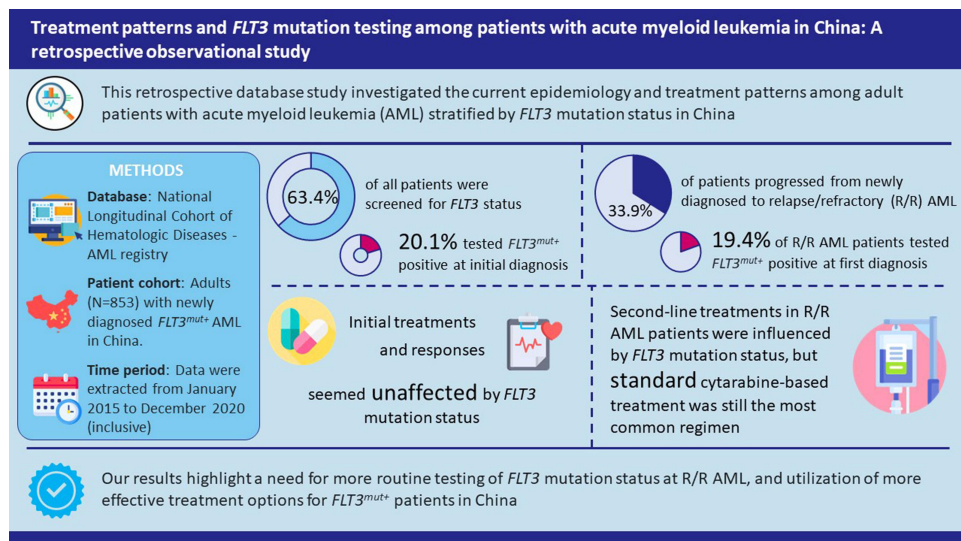 Treatment patterns and FLT3 mutation testing among patients with acute myeloid leukemia in China: A
retrospective observational study
This retrospective database study investigated the current epidemiology and treatment patterns among adult
patients with acute myeloid leukemia (AML) stratified by FLT3 mutation status in China
METHODS
Database: National
Longitudinal Cohort of
Hematologic Diseases -
AML registry
Patient cohort: Adults
(N=853) with newly
diagnosed FLT3mut+ AML
in China.
Time period: Data were
extracted from January
2015 to December 2020
(inclusive)
63.4%
of all patients were
screened for FLT3 status
20.1% tested FLT3mut+
positive at initial diagnosis
33.9%
of patients progressed from newly
diagnosed to relapse/refractory (R/R) AML
19.4% of R/R AML patients tested
FLT3mut+ positive at first diagnosis
Initial treatments
and responses
seemed unaffected by FLT3
mutation status
Second-line treatments in R/R
AML patients were influenced
by FLT3 mutation status, but
standard cytarabine-based
treatment was still the most
common regimen
Our results highlight a need for more routine testing of FLT3 mutation status at R/R AML, and utilization of more
effective treatment options for FLT3mut+ patients in China